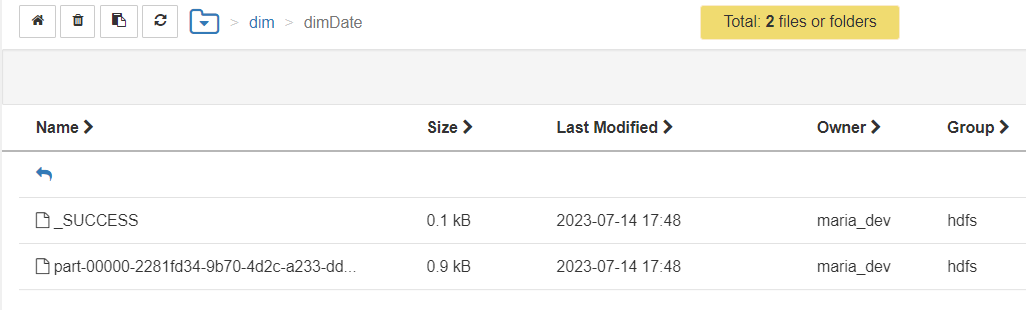 > dim > dimDate
Total: 2 files or folders
Name Size Last Modified Owner Group
_SUCCESS 0.1 kB 2023-07-14 17:48 maria_dev hdfs
part-00000-2281fd34-9b70-4d2c-a233-dd... 0.9 kB 2023-07-14 17:48 maria_dev hdfs